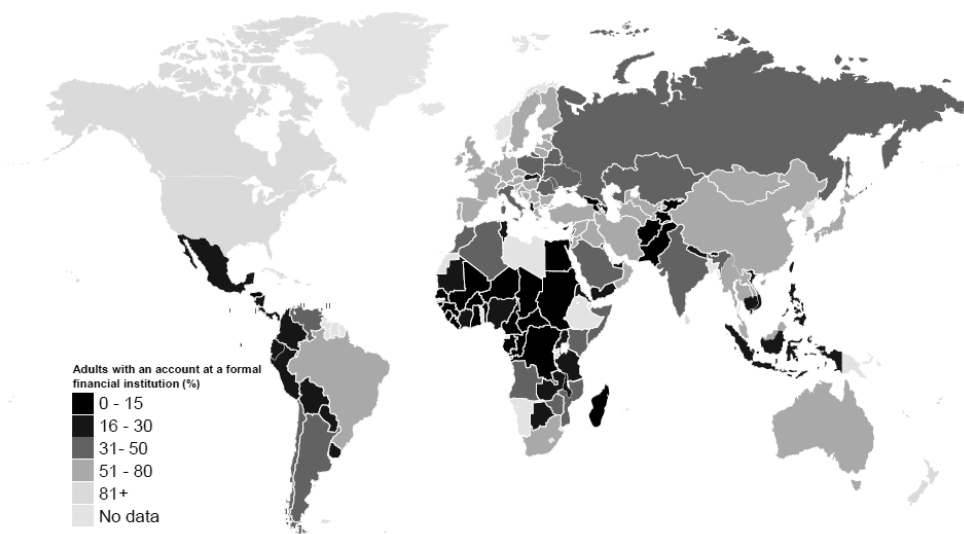 Adults with an account at a formal
financial institution (%)
0 - 15
16 - 30
31- 50
51 - 80
81+
No data